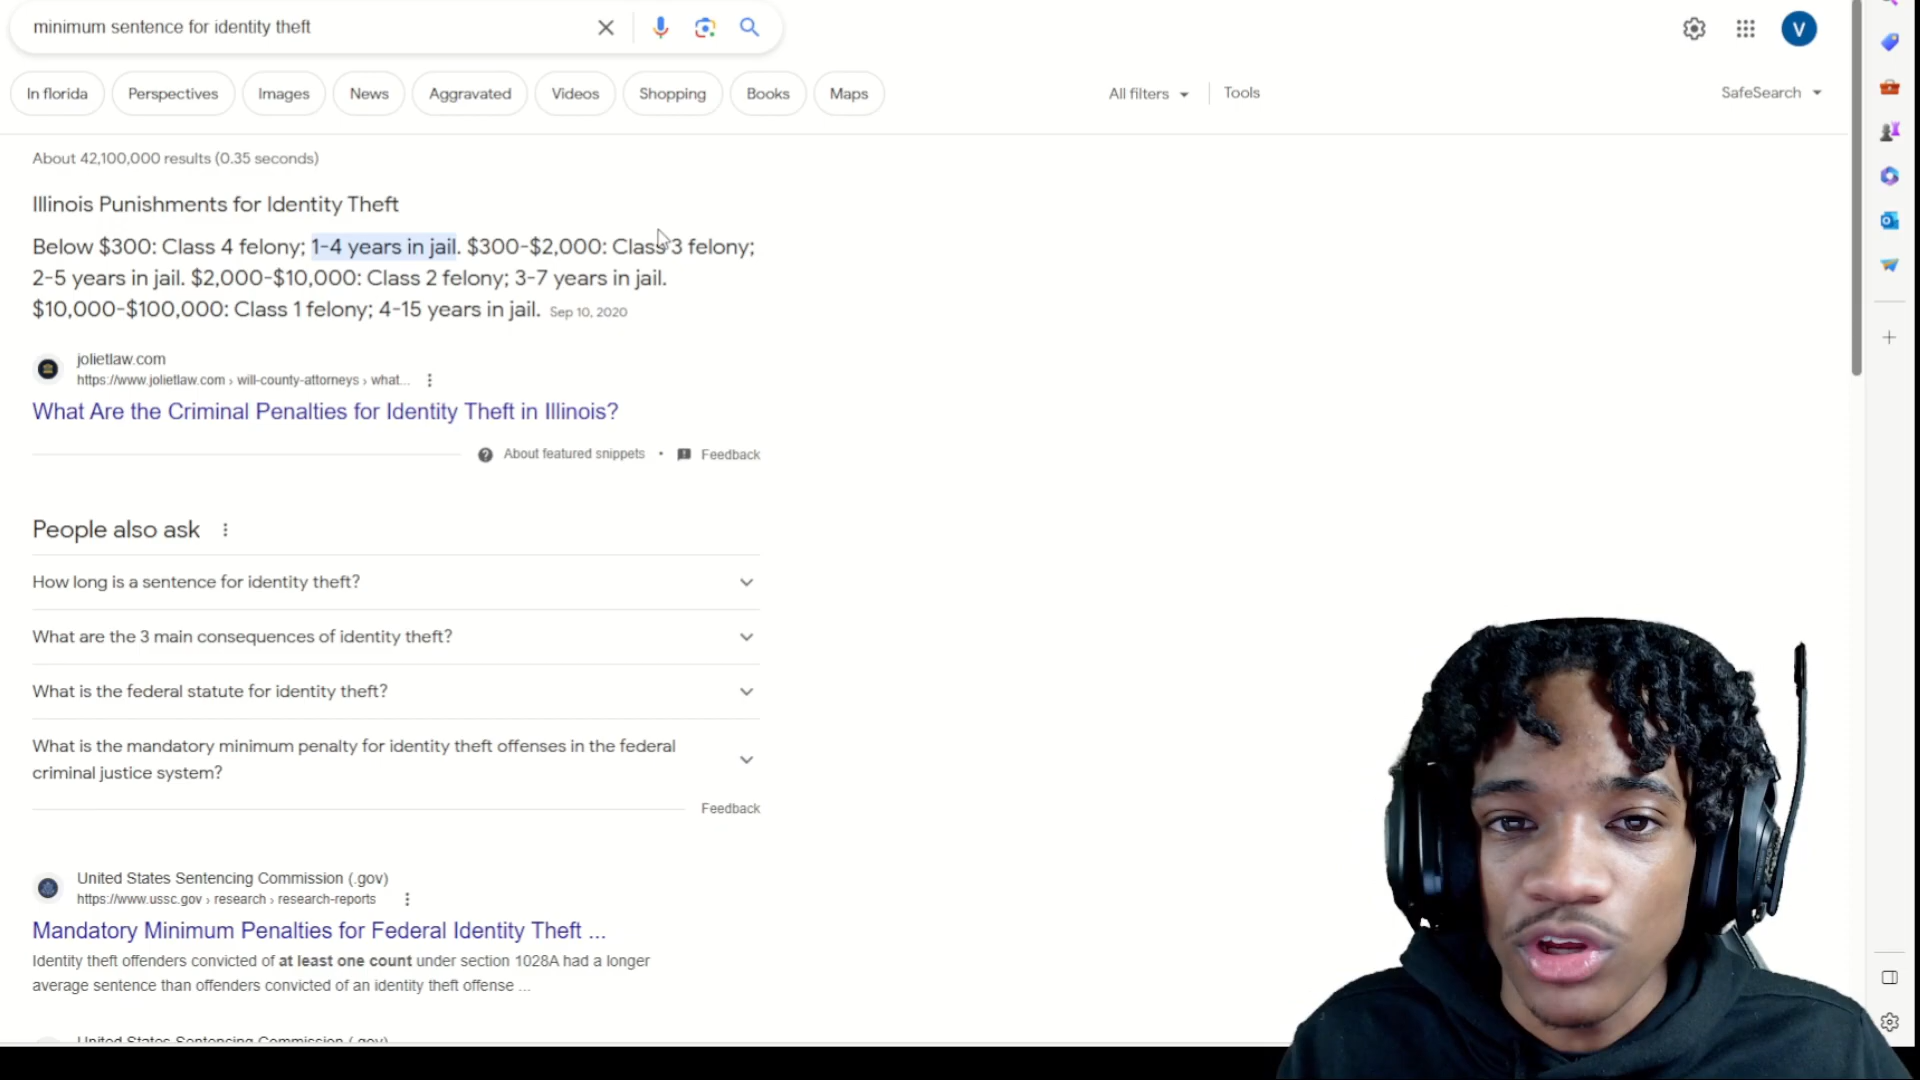 minimum sentence for identity theft
V
In florida
Perspectives
Images
News
Aggravated
Videos
Shopping
Books
Maps
All filters
Tools
SafeSearch
About 42,100,000 results (0.35 seconds)
Illinois Punishments for Identity Theft
Below $300: Class 4 felony; 1-4 years in jail. $300-$2,000: Class 3 felony;
2-5 years in jail. $2,000-$10,000: Class 2 felony; 3-7 years in jail.
$10,000-$100,000: Class 1 felony; 4-15 years in jail. Sep 10, 2020
jolietlaw.com
https://www.jolietlaw.com › will-county-attorneys › what...
What Are the Criminal Penalties for Identity Theft in Illinois?
About featured snippets • Feedback
People also ask
How long is a sentence for identity theft?
What are the 3 main consequences of identity theft?
What is the federal statute for identity theft?
What is the mandatory minimum penalty for identity theft offenses in the federal
criminal justice system?
Feedback
United States Sentencing Commission (.gov)
https://www.ussc.gov › research › research-reports
Mandatory Minimum Penalties for Federal Identity Theft ...
Identity theft offenders convicted of at least one count under section 1028A had a longer
average sentence than offenders convicted of an identity theft offense ...
United States Sentencing Commission (.gov)